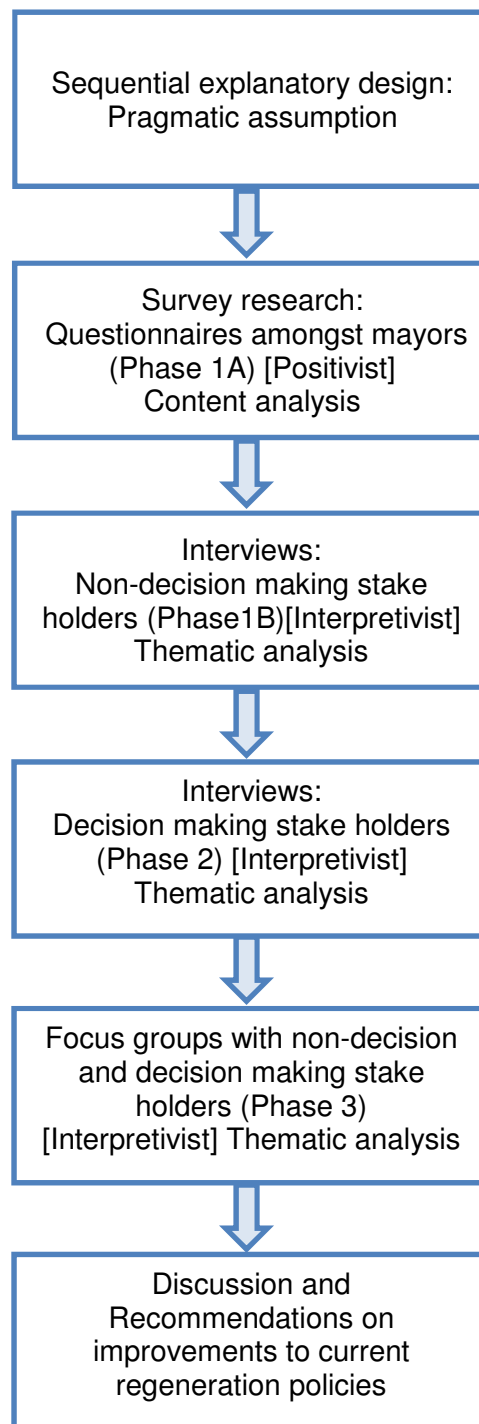 Sequential explanatory design:
Pragmatic assumption
Survey research:
Questionnaires amongst mayors
(Phase 1A) [Positivist]
Content analysis
Interviews:
Non-decision making stake
holders (Phase1B)[Interpretivist]
Thematic analysis
Interviews:
Decision making stake holders
(Phase 2) [Interpretivist]
Thematic analysis
Focus groups with non-decision
and decision making stake
holders (Phase 3)
[Interpretivist] Thematic analysis
Discussion and
Recommendations on
improvements to current
regeneration policies